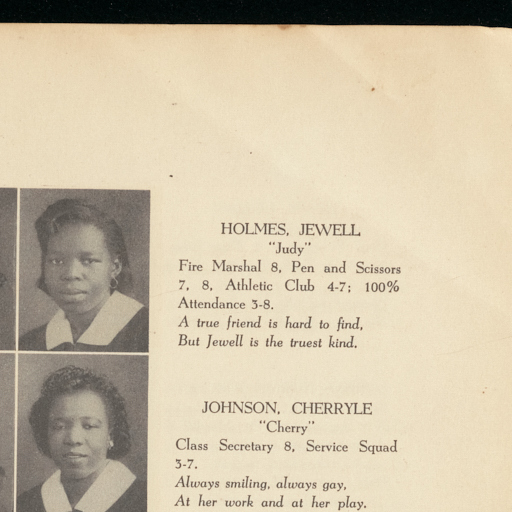 HOLMES, JEWELL
"Judy"
Fire Marshal 8, Pen and Scissors
7, 8, Athletic Club 4-7; 100%
Attendance 3-8.
A true friend is hard to find,
But Jewell is the truest kind.
JOHNSON, CHERRYLE
"Cherry"
Class Secretary 8, Service Squad
3-7.
Always smiling, always gay,
At her work and at her play.